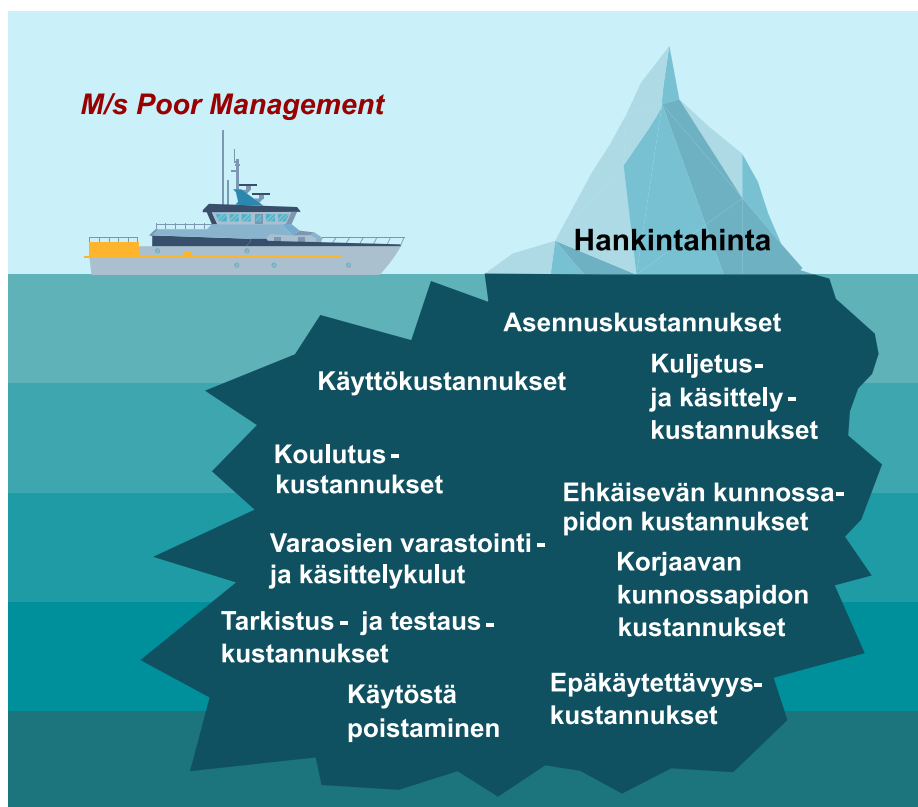 M/s Poor Management
Hankintahinta
Asennuskustannukset
Käyttökustannukset
Kuljetus-
ja käsittely-
kustannukset
Koulutus-
kustannukset
Ehkäisevän kunnossa-
pidon kustannukset
Varaosien varastointi-
ja käsittelykulut
Korjaavan
kunnossapidon
kustannukset
Tarkistus- ja testaus-
kustannukset
Käytöstä
poistaminen
Epäkäytettävyys-
kustannukset